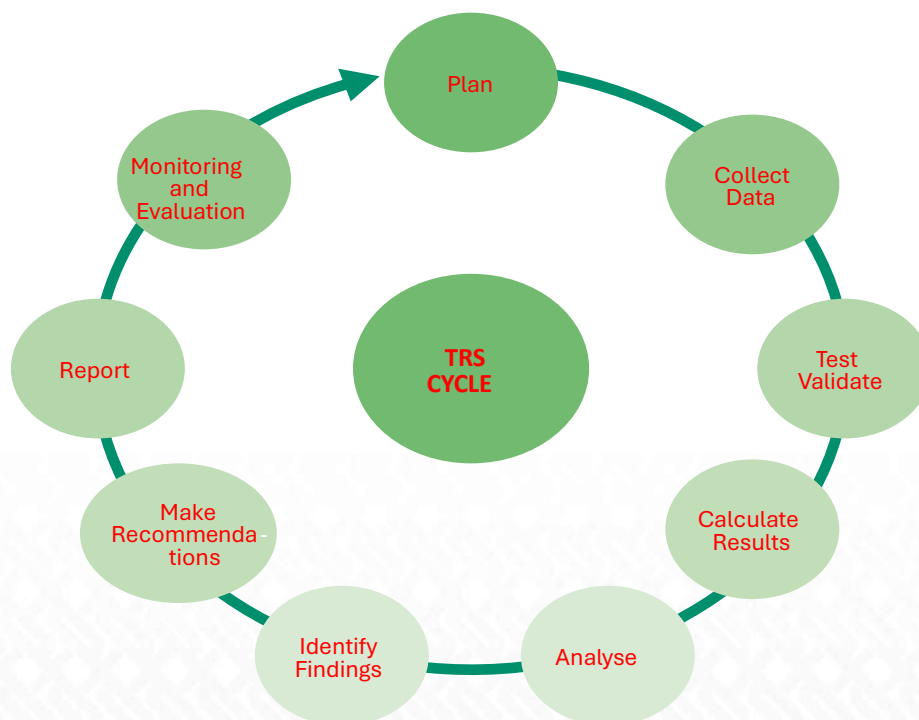 Plan
Collect
Data
Test
Validate
Calculate
Results
Analyse
Identify
Findings
Make
Recommenda-
tions
Report
Monitoring
and
Evaluation
TRS
CYCLE